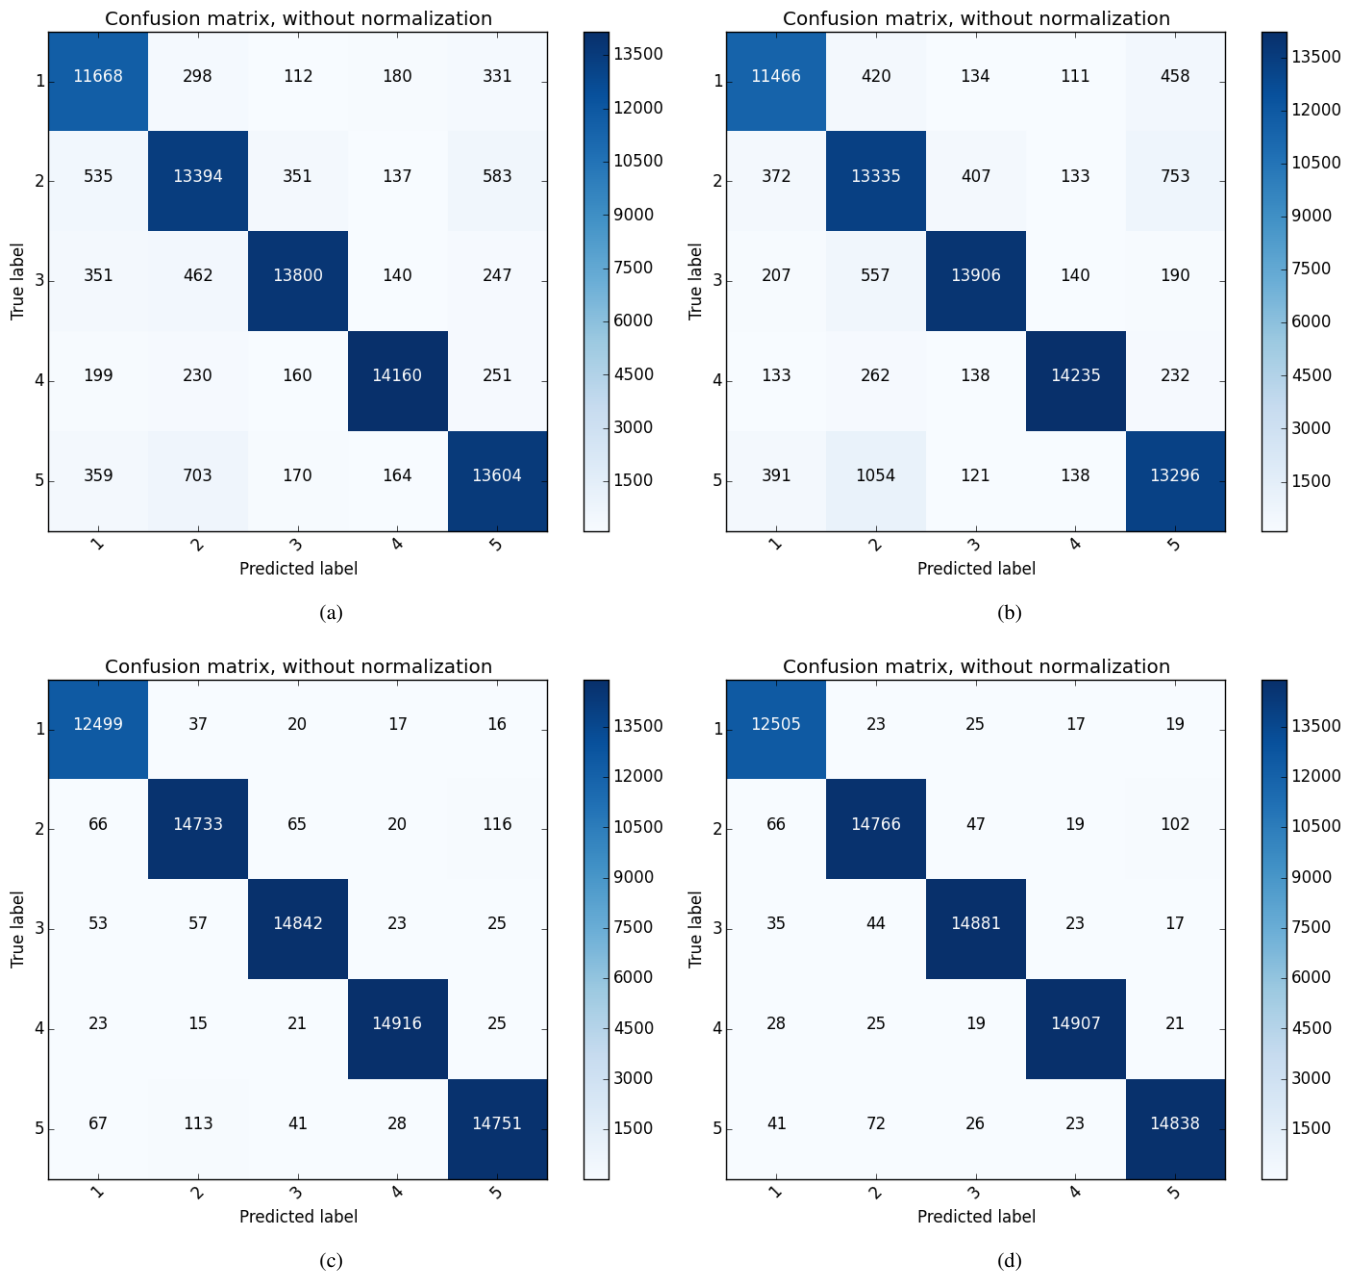 Confusion matrix, without normalization
True label
1 11668 298 112 180 331
2 535 13394 351 137 583
3 351 462 13800 140 247
4 199 230 160 14160 251
5 359 703 170 164 13604
1 2 3 4 5
Predicted label
13500
12000
10500
9000
7500
6000
4500
3000
1500
(a)
Confusion matrix, without normalization
True label
1 11466 420 134 111 458
2 372 13335 407 133 753
3 207 557 13906 140 190
4 133 262 138 14235 232
5 391 1054 121 138 13296
1 2 3 4 5
Predicted label
13500
12000
10500
9000
7500
6000
4500
3000
1500
(b)
Confusion matrix, without normalization
True label
1 12499 37 20 17 16
2 66 14733 65 20 116
3 53 57 14842 23 25
4 23 15 21 14916 25
5 67 113 41 28 14751
1 2 3 4 5
Predicted label
13500
12000
10500
9000
7500
6000
4500
3000
1500
(c)
Confusion matrix, without normalization
True label
1 12505 23 25 17 19
2 66 14766 47 19 102
3 35 44 14881 23 17
4 28 25 19 14907 21
5 41 72 26 23 14838
1 2 3 4 5
Predicted label
13500
12000
10500
9000
7500
6000
4500
3000
1500
(d)